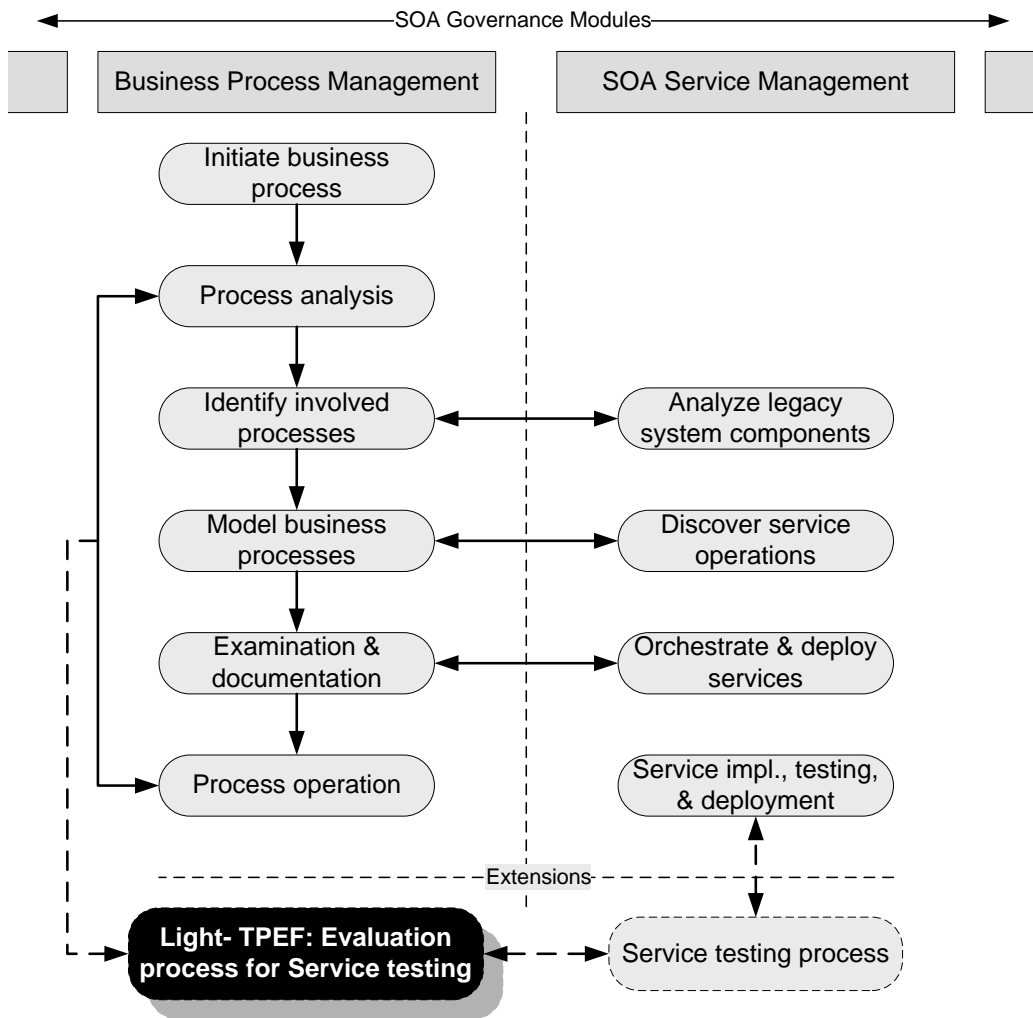 SOA Governance Modules
Business Process Management
SOA Service Management
Initiate business
process
Process analysis
Identify involved
processes
Analyze legacy
system components
Model business
processes
Discover service
operations
Examination &
documentation
Orchestrate & deploy
services
Process operation
Service impl., testing,
& deployment
Extensions
Light- TPEF: Evaluation
process for Service testing
Service testing process